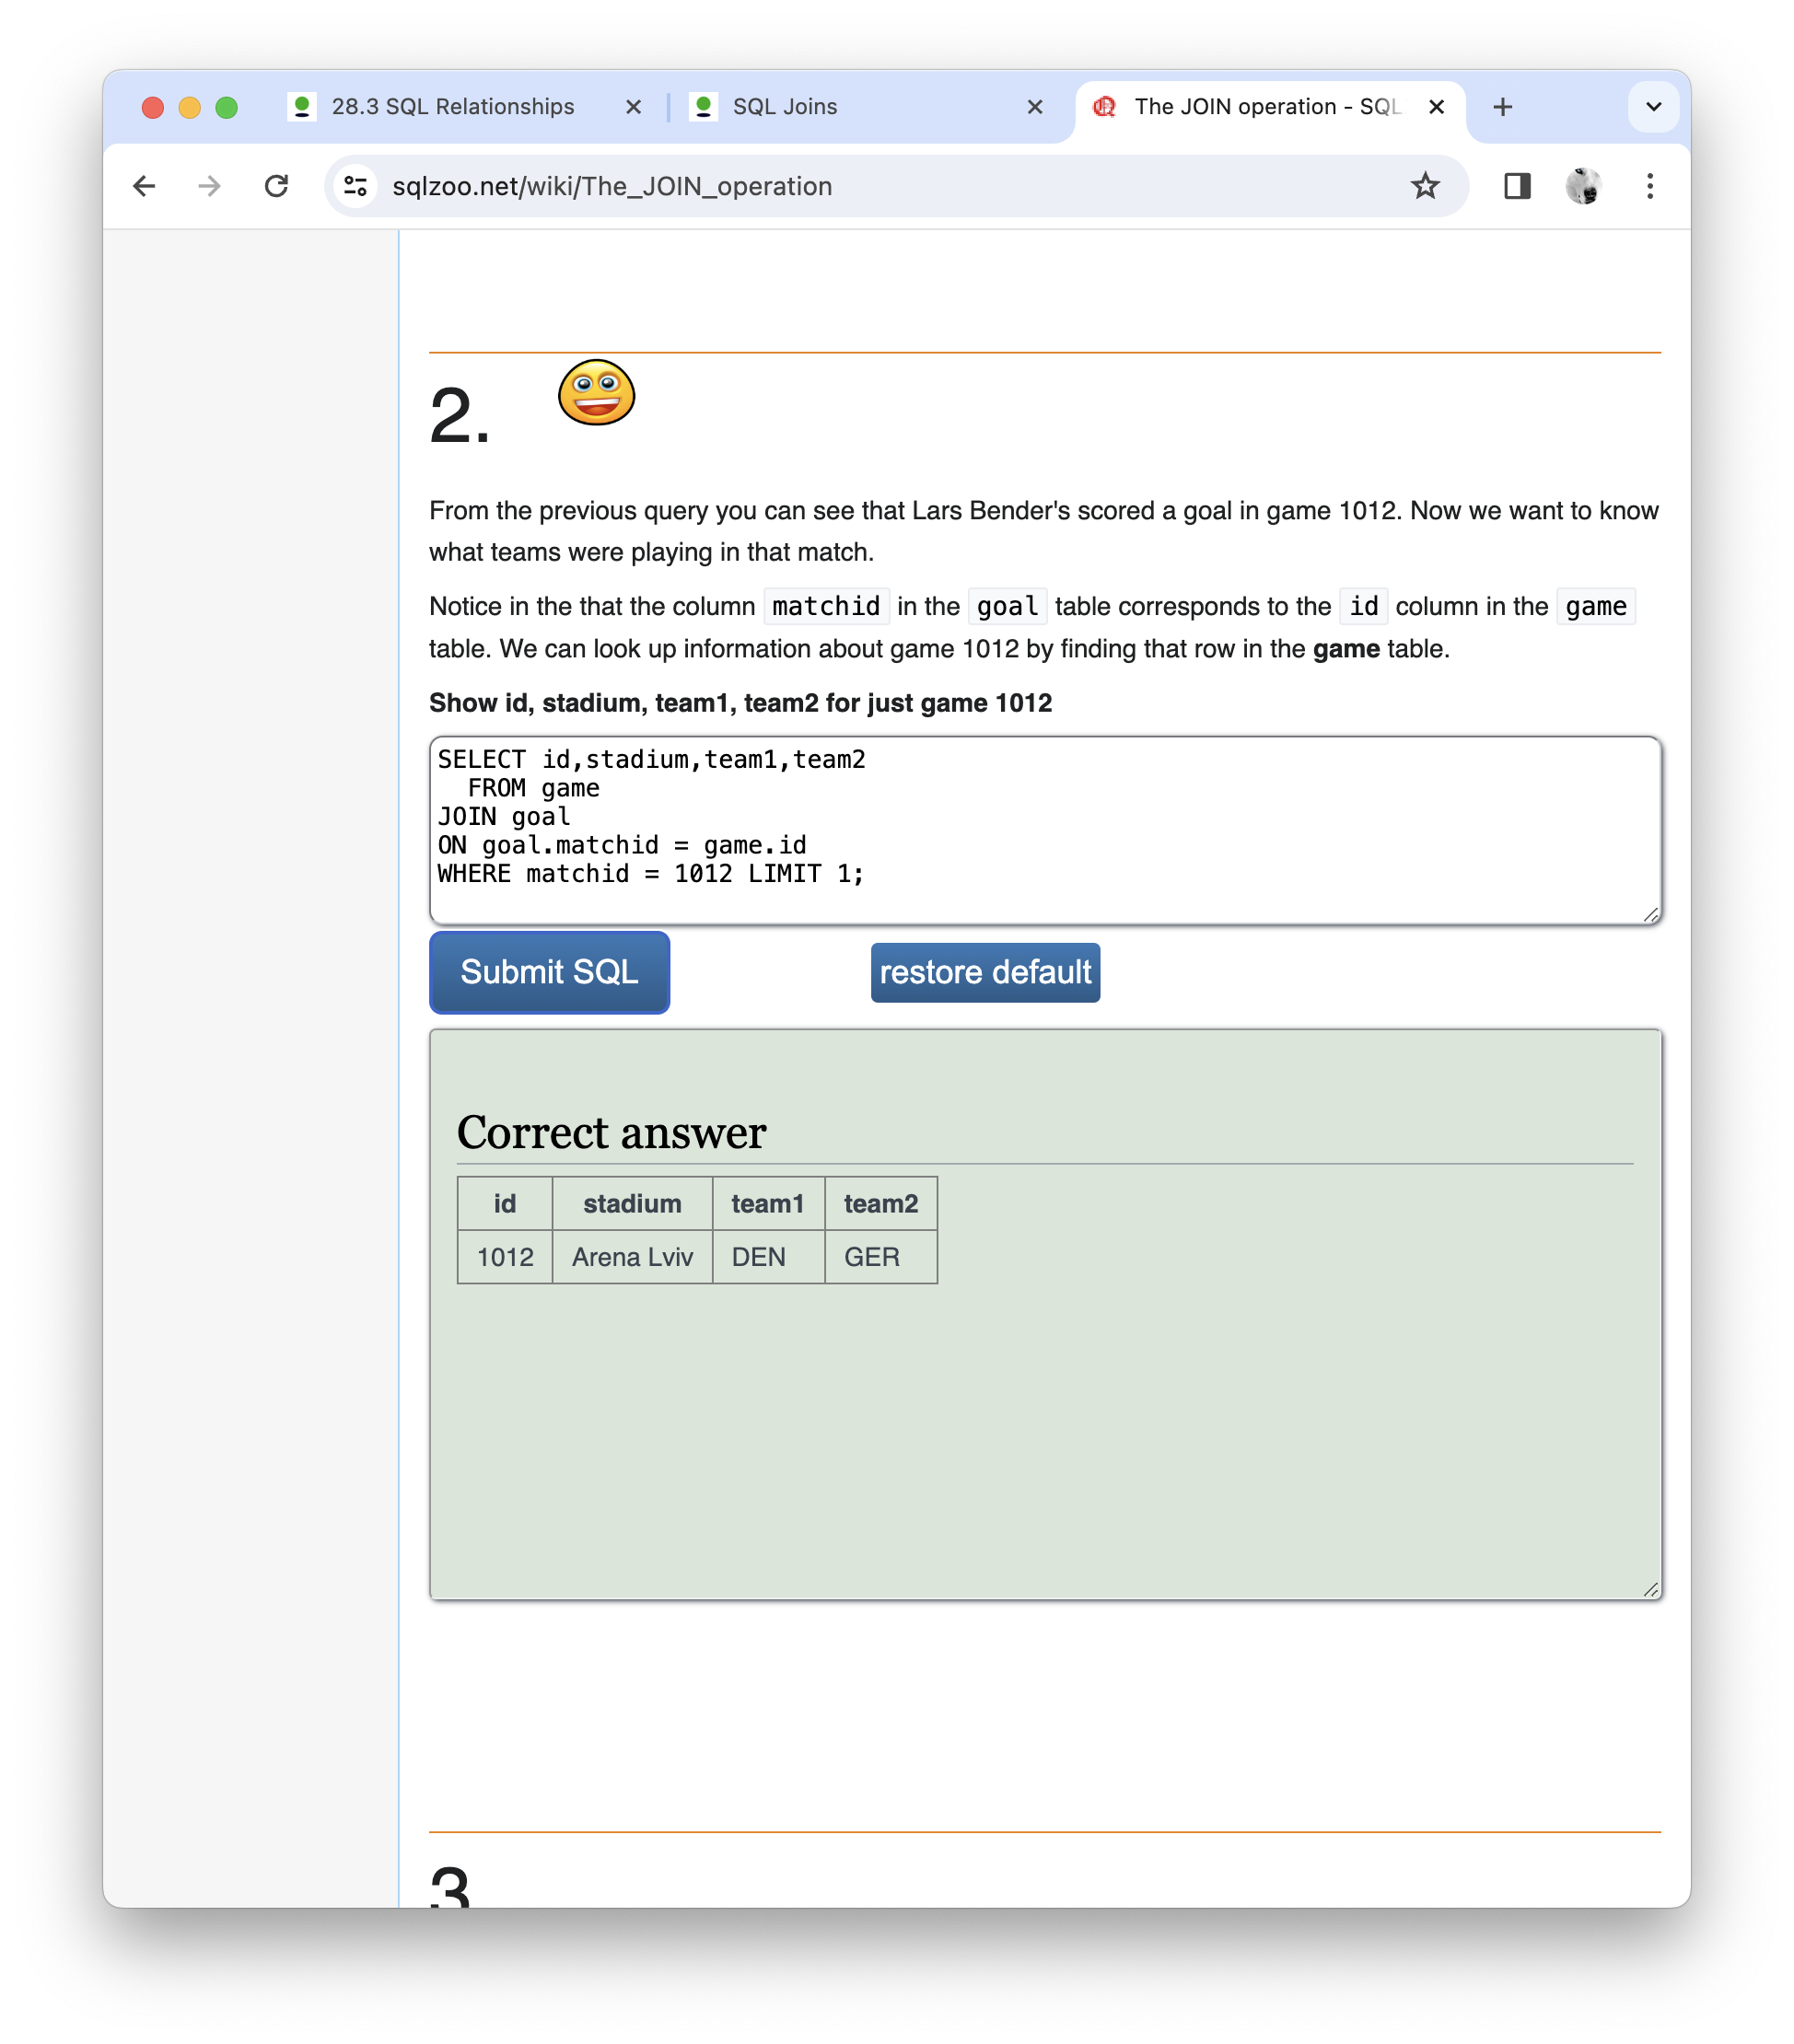 28.3 SQL Relationships
SQL Joins
The JOIN operation - SQL
sqlzoo.net/wiki/The_JOIN_operation
2.
From the previous query you can see that Lars Bender's scored a goal in game 1012. Now we want to know
what teams were playing in that match.
Notice in the that the column matchid in the goal table corresponds to the id column in the game
table. We can look up information about game 1012 by finding that row in the game table.
Show id, stadium, team1, team2 for just game 1012
SELECT id,stadium,team1,team2
FROM game
JOIN goal
ON goal.matchid = game.id
WHERE matchid = 1012 LIMIT 1;
Submit SQL restore default
Correct answer
id stadium team1 team2
1012 Arena Lviv DEN GER
3